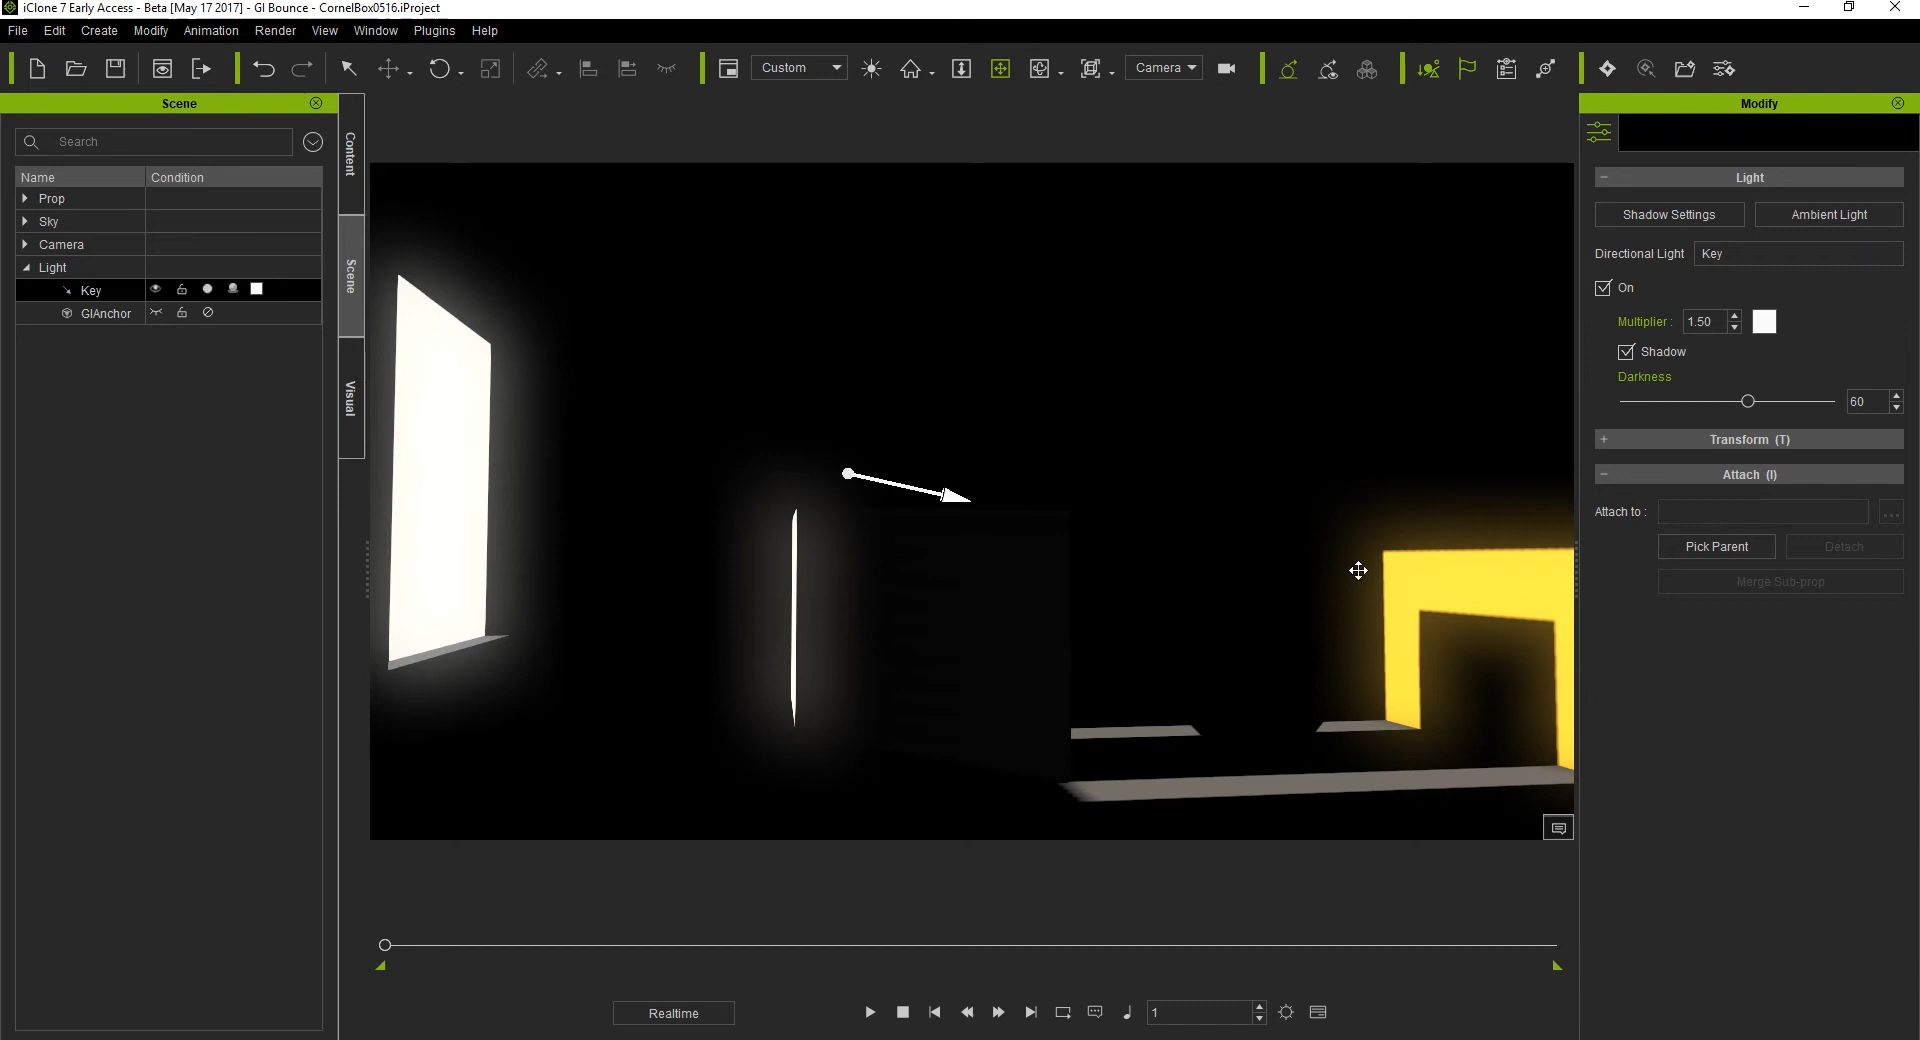 iClone 7 Early Access - Beta [May 17 2017] - GI Bounce - CornelBox0516.iProject
File Edit Create Modify Animation Render View Window Plugins Help
Custom Camera
Scene
Search
Name Condition
Prop
Sky
Camera
Light
Key
GIAnchor
Content
Scene
Visual
Realtime
1
Modify
Light
Shadow Settings Ambient Light
Directional Light Key
On
Multiplier : 1.50
Shadow
Darkness
60
Transform (T)
Attach (I)
Attach to : ...
Pick Parent Detach
Merge Sub-prop